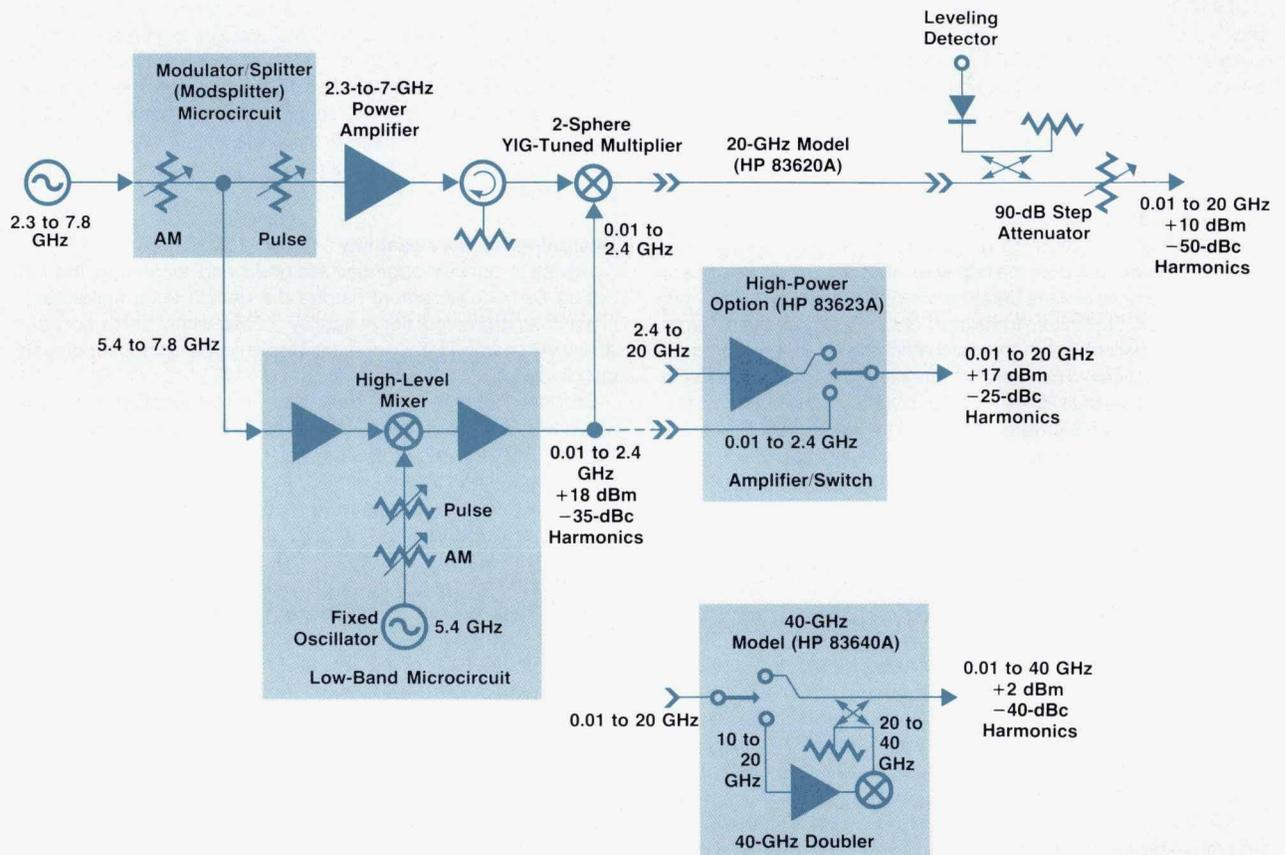 Leveling
Detector
Modulator/Splitter
(Modsplitter)
Microcircuit
2.3-to-7-GHz
Power
Amplifier
2-Sphere
YIG-Tuned Multiplier
20-GHz Model
(HP 83620A)
2.3 to 7.8
GHz
AM
Pulse
0.01 to
2.4 GHz
90-dB Step
Attenuator
0.01 to 20 GHz
+10 dBm
−50-dBc
Harmonics
5.4 to 7.8 GHz
High-Level
Mixer
Pulse
AM
Fixed
Oscillator
5.4 GHz
Low-Band Microcircuit
0.01 to 2.4
GHz
+18 dBm
−35-dBc
Harmonics
High-Power
Option (HP 83623A)
2.4 to
20 GHz
0.01 to 2.4 GHz
Amplifier/Switch
0.01 to 20 GHz
+17 dBm
−25-dBc
Harmonics
40-GHz
Model (HP 83640A)
0.01 to 20 GHz
10 to
20
GHz
20 to
40
GHz
40-GHz Doubler
0.01 to 40 GHz
+2 dBm
−40-dBc
Harmonics